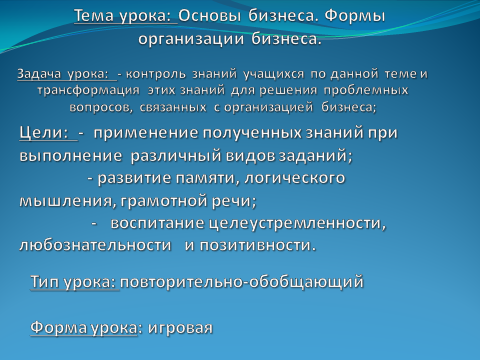 Тема урока: Основы бизнеса. Формы
организации бизнеса.
Задача урока: - контроль знаний учащихся по данной теме и
трансформация этих знаний для решения проблемных
вопросов, связанных с организацией бизнеса;
Цели: - применение полученных знаний при
выполнение различный видов заданий;
- развитие памяти, логического
мышления, грамотной речи;
- воспитание целеустремленности,
любознательности и позитивности.
Тип урока: повторительно-обобщающий
Форма урока: игровая